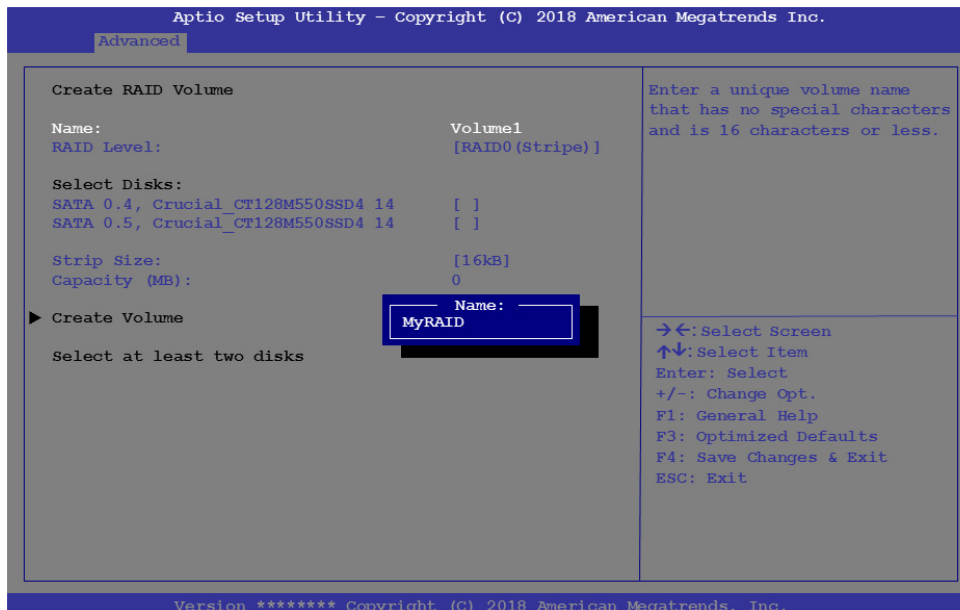 Aptio Setup Utility – Copyright (C) 2018 American Megatrends Inc.
Advanced
Create RAID Volume
Name: Volume1
RAID Level: [RAID0(Stripe)]
Select Disks:
SATA 0.4, Crucial_CT128M550SSD4 14 [ ]
SATA 0.5, Crucial_CT128M550SSD4 14 [ ]
Strip Size: [16kB]
Capacity (MB): 0
▶ Create Volume
Select at least two disks
Name:
MyRAID
Enter a unique volume name
that has no special characters
and is 16 characters or less.
→←: Select Screen
↑↓: Select Item
Enter: Select
+/-: Change Opt.
F1: General Help
F3: Optimized Defaults
F4: Save Changes & Exit
ESC: Exit
Version ******** Copyright (C) 2018 American Megatrends, Inc.